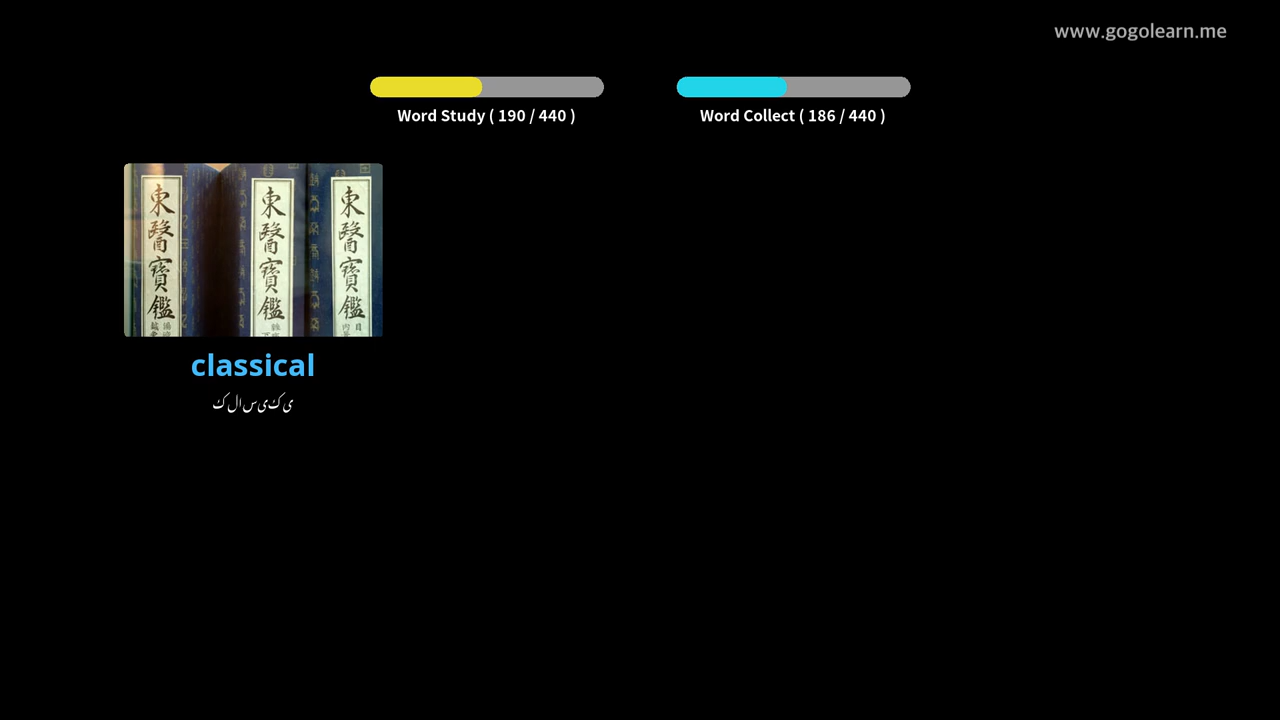 www.gogolearn.me
Word Study ( 190 / 440 )
Word Collect ( 186 / 440 )
東醫寶鑑
東醫寶鑑
東醫寶鑑
classical
ک ل ا س ی ک ی